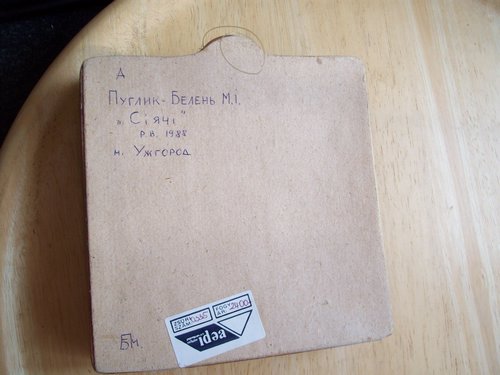 Д
Пуглик-Белень М.І.
„Сіячі"
р.в. 1988
м. Ужгород
БМ.